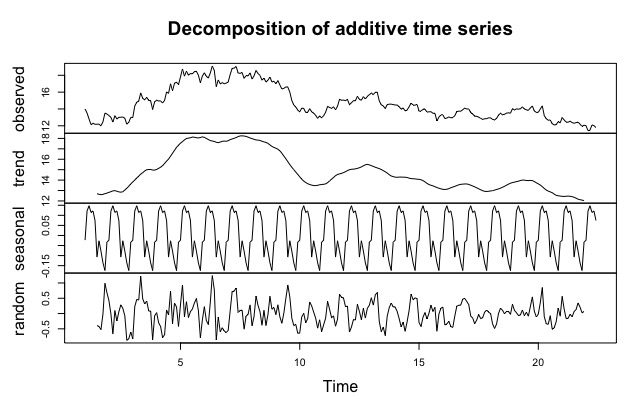 Decomposition of additive time series
observed
16
12
trend
18
16
14
12
seasonal
0.05
-0.15
random
0.5
-0.5
5
10
15
20
Time